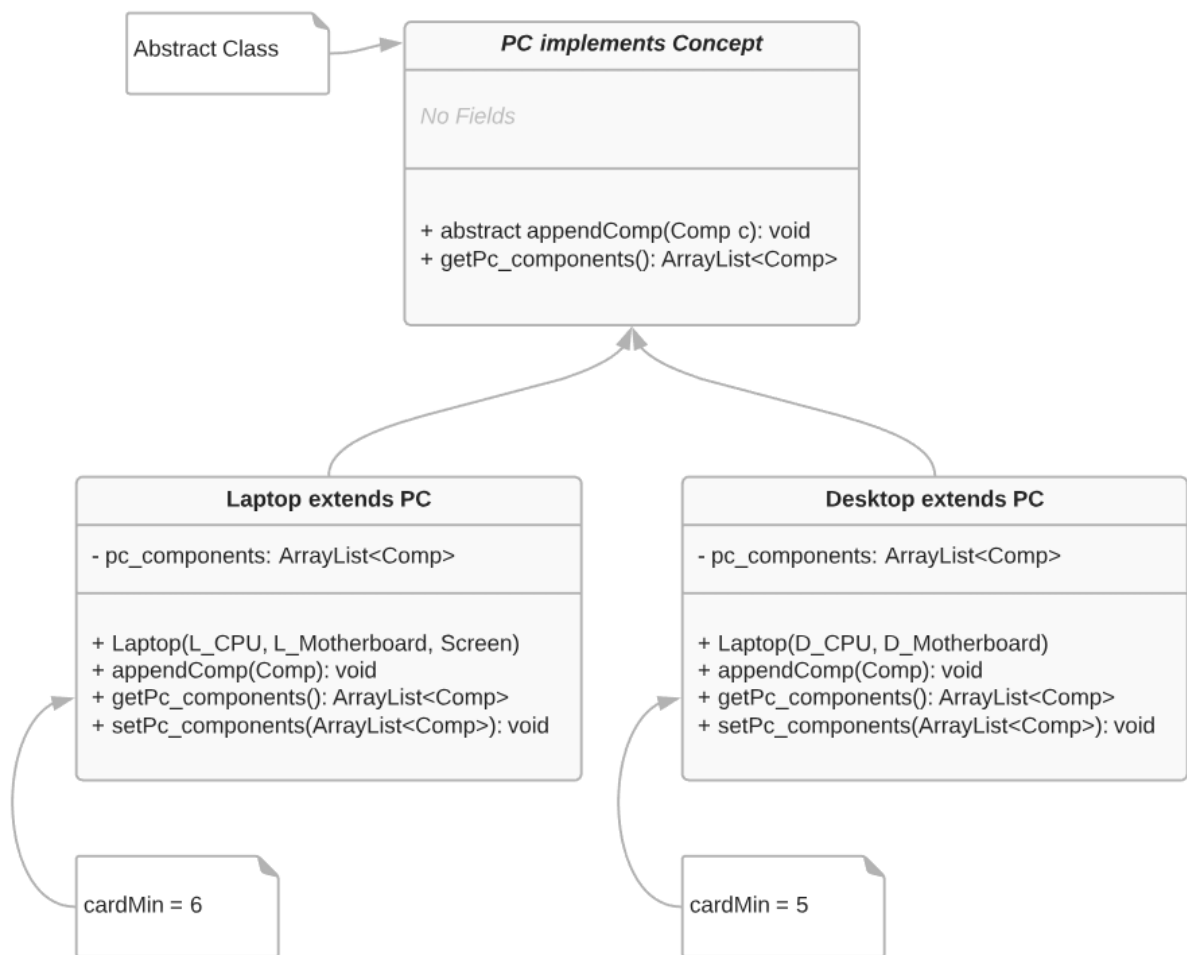 Abstract Class
PC implements Concept
No Fields
+ abstract appendComp(Comp c): void
+ getPc_components(): ArrayList<Comp>
Laptop extends PC
- pc_components: ArrayList<Comp>
+ Laptop(L_CPU, L_Motherboard, Screen)
+ appendComp(Comp): void
+ getPc_components(): ArrayList<Comp>
+ setPc_components(ArrayList<Comp>): void
cardMin = 6
Desktop extends PC
- pc_components: ArrayList<Comp>
+ Laptop(D_CPU, D_Motherboard)
+ appendComp(Comp): void
+ getPc_components(): ArrayList<Comp>
+ setPc_components(ArrayList<Comp>): void
cardMin = 5